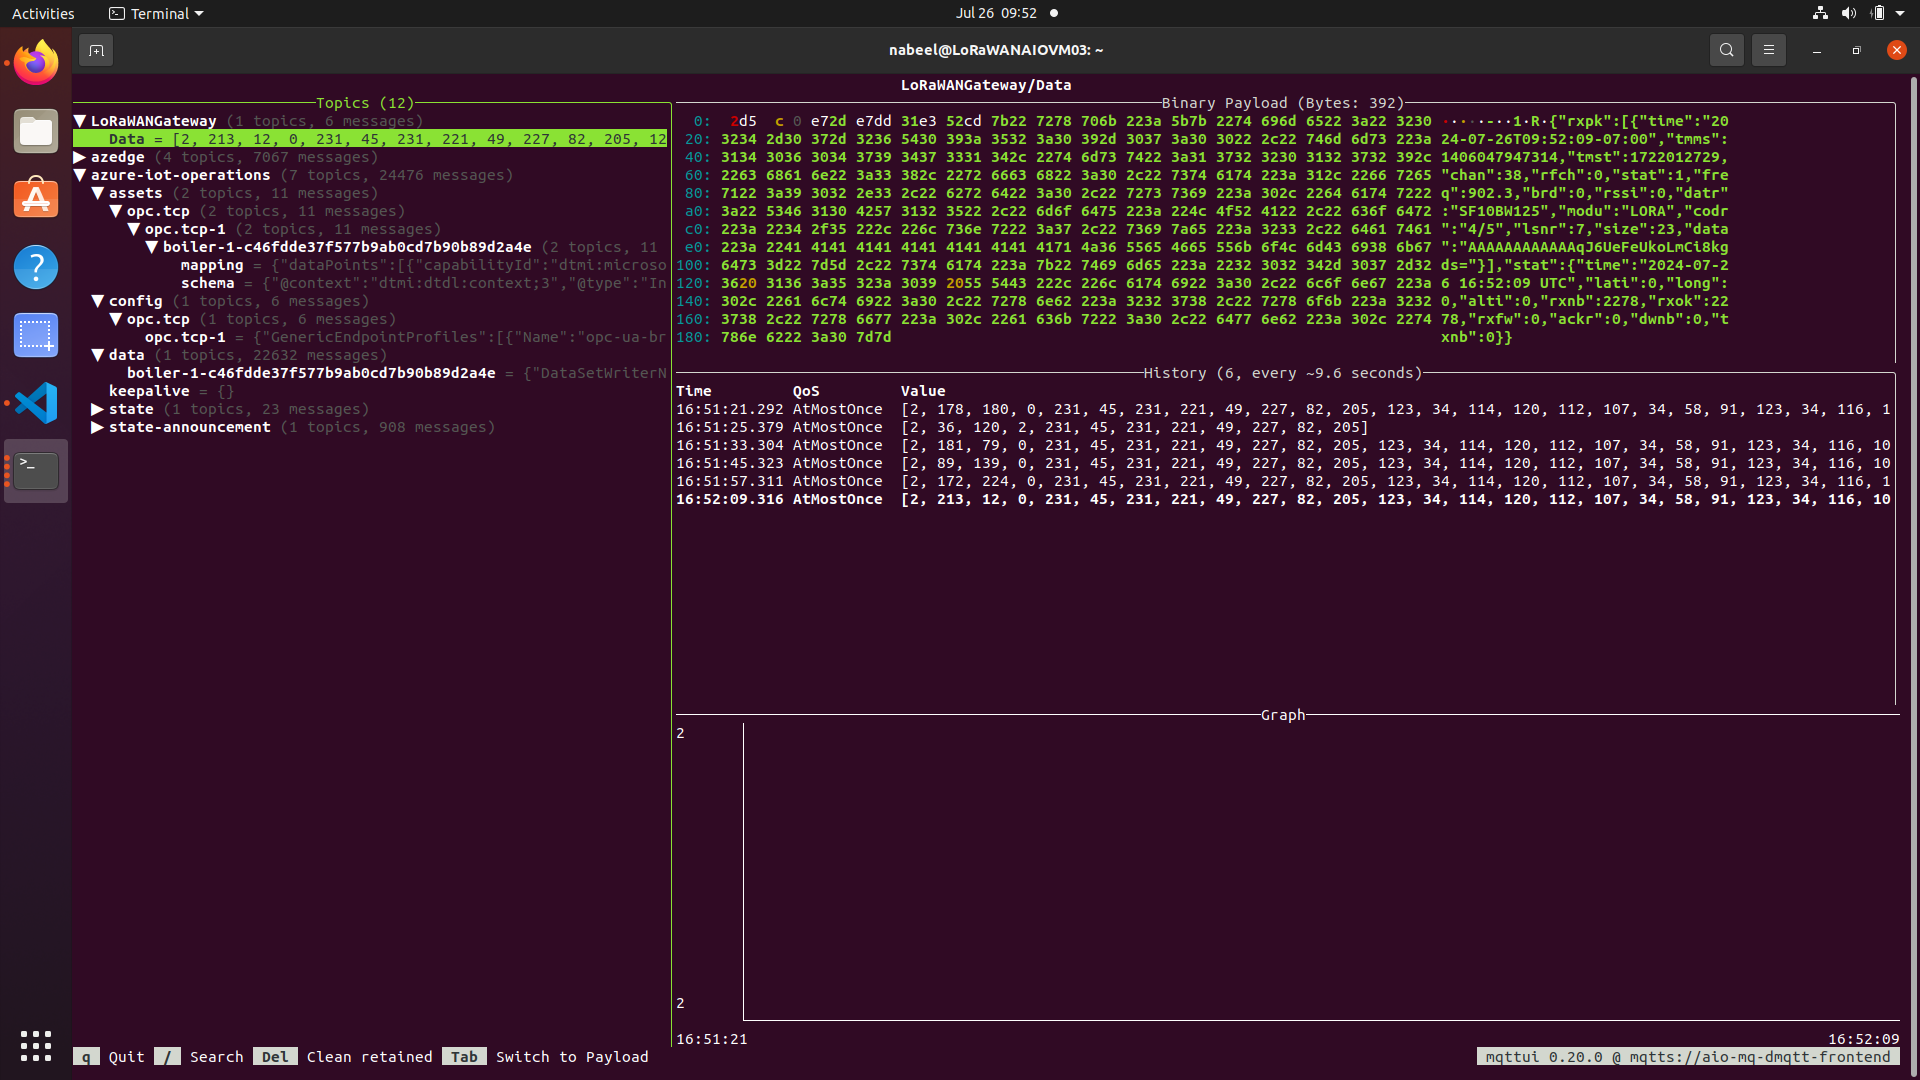 Activities Terminal Jul 26 09:52
nabeel@LoRaWANAIOVM03: ~
LoRaWANGateway/Data
Topics (12)
▼ LoRaWANGateway (1 topics, 6 messages)
Data = [2, 213, 12, 0, 231, 45, 231, 221, 49, 227, 82, 205, 12
▶ azedge (4 topics, 7067 messages)
▼ azure-iot-operations (7 topics, 24476 messages)
▼ assets (2 topics, 11 messages)
▼ opc.tcp (2 topics, 11 messages)
▼ opc.tcp-1 (2 topics, 11 messages)
▼ boiler-1-c46fdde37f577b9ab0cd7b90b89d2a4e (2 topics, 11
mapping = {"dataPoints":[{"capabilityId":"dtmi:microso
schema = {"@context":"dtmi:dtdl:context;3","@type":"In
▼ config (1 topics, 6 messages)
▼ opc.tcp (1 topics, 6 messages)
opc.tcp-1 = {"GenericEndpointProfiles":[{"Name":"opc-ua-br
▼ data (1 topics, 22632 messages)
boiler-1-c46fdde37f577b9ab0cd7b90b89d2a4e = {"DataSetWriterN
keepalive = {}
▶ state (1 topics, 23 messages)
▶ state-announcement (1 topics, 908 messages)
Binary Payload (Bytes: 392)
0: 2d5 c 0 e72d e7dd 31e3 52cd 7b22 7278 706b 223a 5b7b 2274 696d 6522 3a22 3230 ·····-··1·R·{"rxpk":[{"time":"20
20: 3234 2d30 372d 3236 5430 393a 3532 3a30 392d 3037 3a30 3022 2c22 746d 6d73 223a 24-07-26T09:52:09-07:00","tmms":
40: 3134 3036 3034 3739 3437 3331 342c 2274 6d73 7422 3a31 3732 3230 3132 3732 392c 1406047947314,"tmst":1722012729,
60: 2263 6861 6e22 3a33 382c 2272 6663 6822 3a30 2c22 7374 6174 223a 312c 2266 7265 "chan":38,"rfch":0,"stat":1,"fre
80: 7122 3a39 3032 2e33 2c22 6272 6422 3a30 2c22 7273 7369 223a 302c 2264 6174 7222 q":902.3,"brd":0,"rssi":0,"datr"
a0: 3a22 5346 3130 4257 3132 3522 2c22 6d6f 6475 223a 224c 4f52 4122 2c22 636f 6472 :"SF10BW125","modu":"LORA","codr
c0: 223a 2234 2f35 222c 226c 736e 7222 3a37 2c22 7369 7a65 223a 3233 2c22 6461 7461 ":"4/5","lsnr":7,"size":23,"data
e0: 223a 2241 4141 4141 4141 4141 4141 4171 4a36 5565 4665 556b 6f4c 6d43 6938 6b67 ":"AAAAAAAAAAAAqJ6UeFeUkoLmCi8kg
100: 6473 3d22 7d5d 2c22 7374 6174 223a 7b22 7469 6d65 223a 2232 3032 342d 3037 2d32 ds="}],"stat":{"time":"2024-07-2
120: 3620 3136 3a35 323a 3039 2055 5443 222c 226c 6174 6922 3a30 2c22 6c6f 6e67 223a 6 16:52:09 UTC","lati":0,"long":
140: 302c 2261 6c74 6922 3a30 2c22 7278 6e62 223a 3232 3738 2c22 7278 6f6b 223a 3232 0,"alti":0,"rxnb":2278,"rxok":22
160: 3738 2c22 7278 6677 223a 302c 2261 636b 7222 3a30 2c22 6477 6e62 223a 302c 2274 78,"rxfw":0,"ackr":0,"dwnb":0,"t
180: 786e 6222 3a30 7d7d xnb":0}}
History (6, every ~9.6 seconds)
Time QoS Value
16:51:21.292 AtMostOnce [2, 178, 180, 0, 231, 45, 231, 221, 49, 227, 82, 205, 123, 34, 114, 120, 112, 107, 34, 58, 91, 123, 34, 116, 1
16:51:25.379 AtMostOnce [2, 36, 120, 2, 231, 45, 231, 221, 49, 227, 82, 205]
16:51:33.304 AtMostOnce [2, 181, 79, 0, 231, 45, 231, 221, 49, 227, 82, 205, 123, 34, 114, 120, 112, 107, 34, 58, 91, 123, 34, 116, 10
16:51:45.323 AtMostOnce [2, 89, 139, 0, 231, 45, 231, 221, 49, 227, 82, 205, 123, 34, 114, 120, 112, 107, 34, 58, 91, 123, 34, 116, 10
16:51:57.311 AtMostOnce [2, 172, 224, 0, 231, 45, 231, 221, 49, 227, 82, 205, 123, 34, 114, 120, 112, 107, 34, 58, 91, 123, 34, 116, 1
16:52:09.316 AtMostOnce [2, 213, 12, 0, 231, 45, 231, 221, 49, 227, 82, 205, 123, 34, 114, 120, 112, 107, 34, 58, 91, 123, 34, 116, 10
Graph
2
2
16:51:21 16:52:09
q Quit / Search Del Clean retained Tab Switch to Payload
mqttui 0.20.0 @ mqtts://aio-mq-dmqtt-frontend